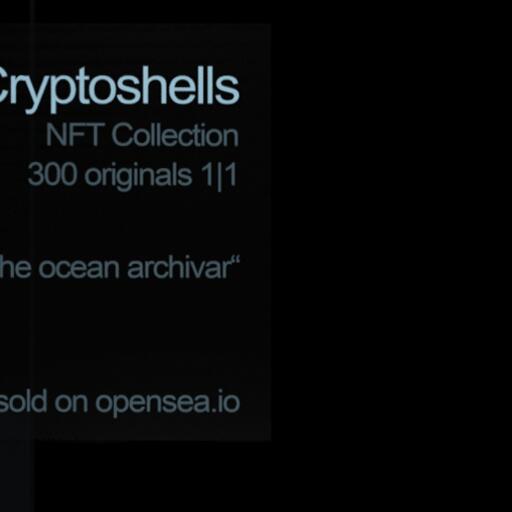 Cryptoshells
NFT Collection
300 originals 1|1
he ocean archivar“
sold on opensea.io